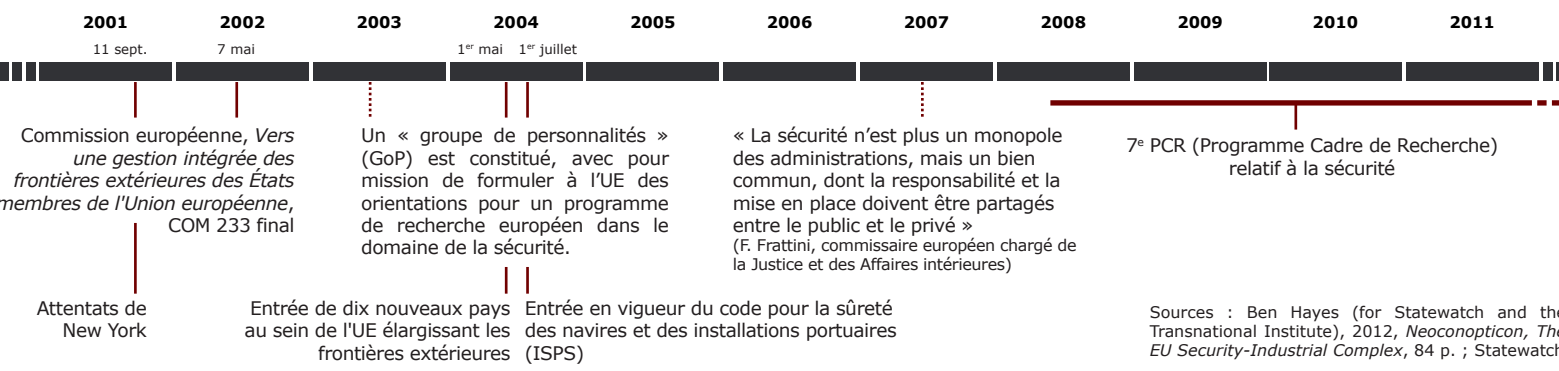 2001 2002 2003 2004 2005 2006 2007 2008 2009 2010 2011
11 sept. 7 mai 1er mai 1er juillet
Commission européenne, Vers
une gestion intégrée des
frontières extérieures des États
membres de l'Union européenne,
COM 233 final
Un « groupe de personnalités »
(GoP) est constitué, avec pour
mission de formuler à l’UE des
orientations pour un programme
de recherche européen dans le
domaine de la sécurité.
« La sécurité n’est plus un monopole
des administrations, mais un bien
commun, dont la responsabilité et la
mise en place doivent être partagés
entre le public et le privé »
(F. Frattini, commissaire européen chargé de
la Justice et des Affaires intérieures)
7e PCR (Programme Cadre de Recherche)
relatif à la sécurité
Attentats de
New York
Entrée de dix nouveaux pays
au sein de l'UE élargissant les
frontières extérieures
Entrée en vigueur du code pour la sûreté
des navires et des installations portuaires
(ISPS)
Sources : Ben Hayes (for Statewatch and the
Transnational Institute), 2012, Neoconopticon, The
EU Security-Industrial Complex, 84 p. ; Statewatch